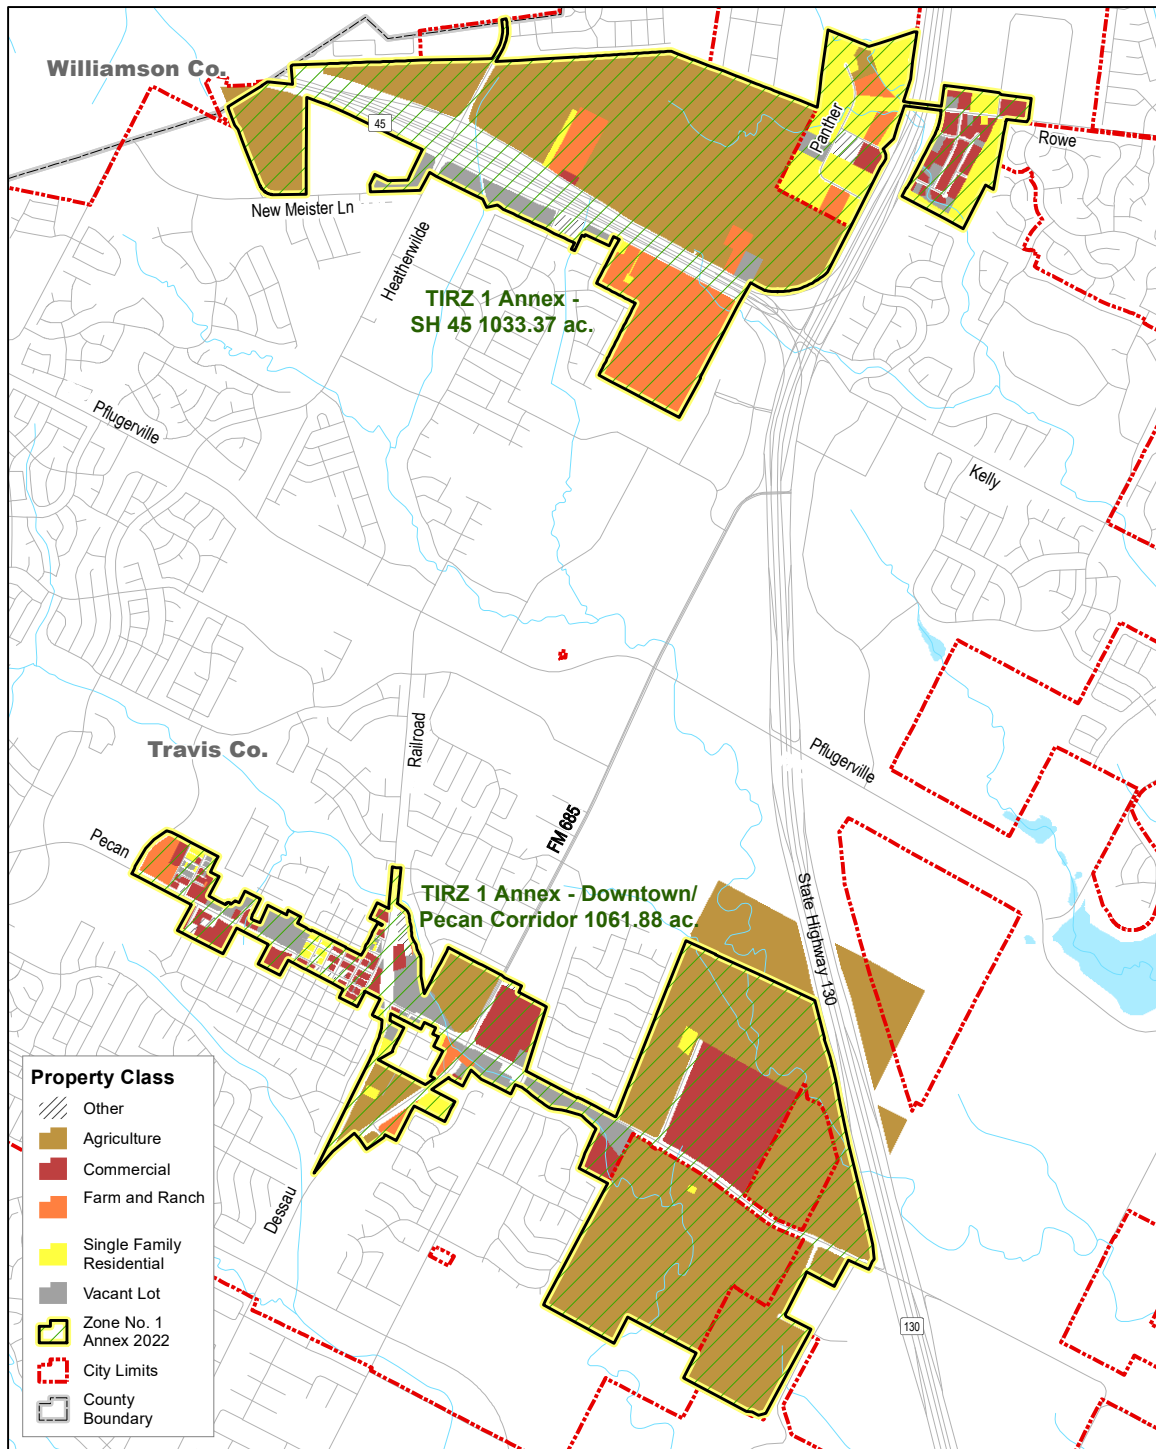 Williamson Co.
45
Panther
Rowe
New Meister Ln
Heatherwilde
TIRZ 1 Annex -
SH 45 1033.37 ac.
Pflugerville
Kelly
Travis Co.
Railroad
Pflugerville
FM 685
Pecan
TIRZ 1 Annex - Downtown/
Pecan Corridor 1061.88 ac.
State Highway 130
Dessau
130
Property Class
Other
Agriculture
Commercial
Farm and Ranch
Single Family
Residential
Vacant Lot
Zone No. 1
Annex 2022
City Limits
County
Boundary